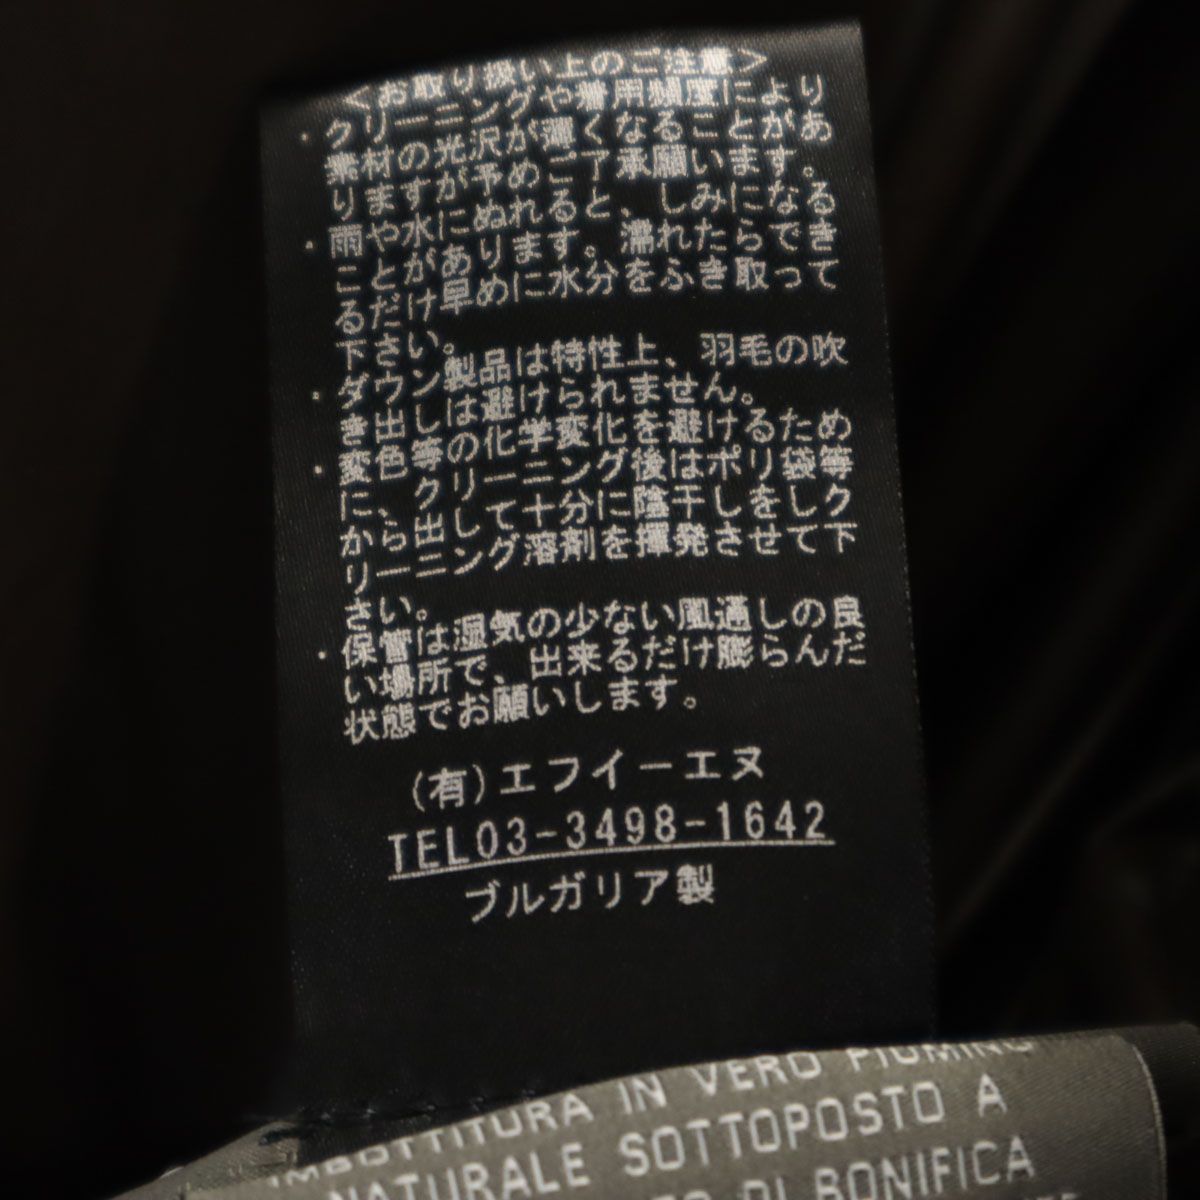 <お取り扱い上のご注意>
・クリーニングや着用頻度により
素材の光沢が薄くなることがあ
りますが予めご了承願います。
・雨や水にぬれると、しみになる
ことがあります。濡れたらでき
るだけ早めに水分をふき取って
下さい。
・ダウン製品は特性上、羽毛の吹
き出しは避けられません。
・変色等の化学変化を避けるため
に、クリーニング後はポリ袋等
から出して十分に陰干しをしク
リーニング溶剤を揮発させて下
さい。
・保管は湿気の少ない風通しの良
い場所で、出来るだけ膨らんだ
状態でお願いします。
(有)エフイーエヌ
TEL03-3498-1642
ブルガリア製
IMBOTTITURA IN VERO PIUMINO
NATURALE SOTTOPOSTO A
DI BONIFICA